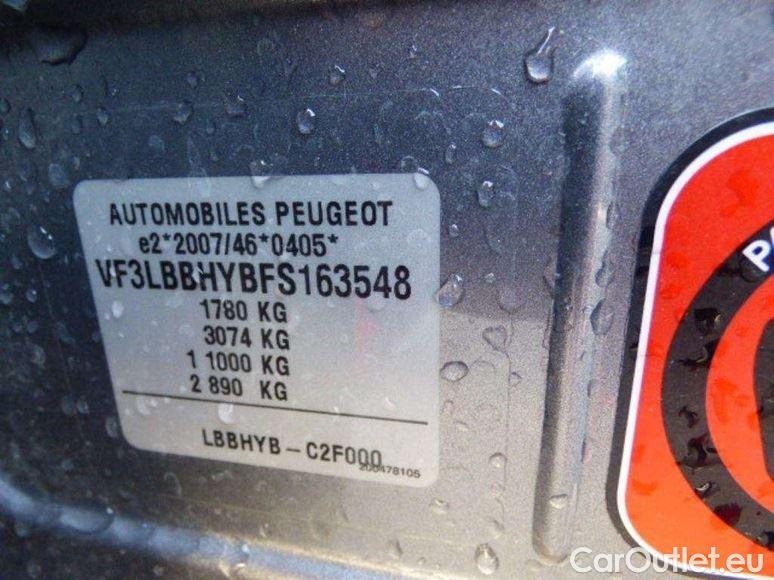 AUTOMOBILES PEUGEOT
e2*2007/46*0405*
VF3LBBHYBFS163548
1780 KG
3074 KG
1 1000 KG
2 890 KG
LBBHYB – C2F000
200478105
CarOutlet.eu